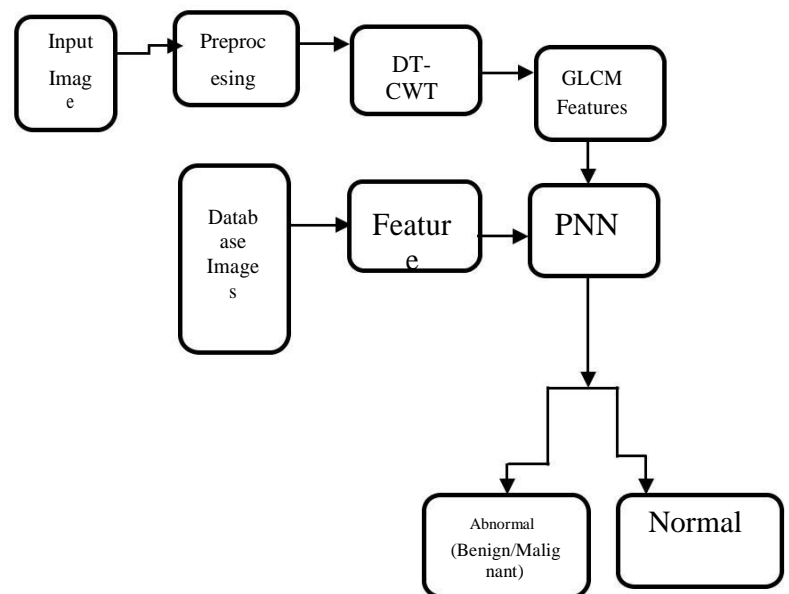 Input
Imag
e
Preproc
esing
DT-
CWT
GLCM
Features
Datab
ase
Image
s
Featur
e
PNN
Abnormal
(Benign/Malig
nant)
Normal